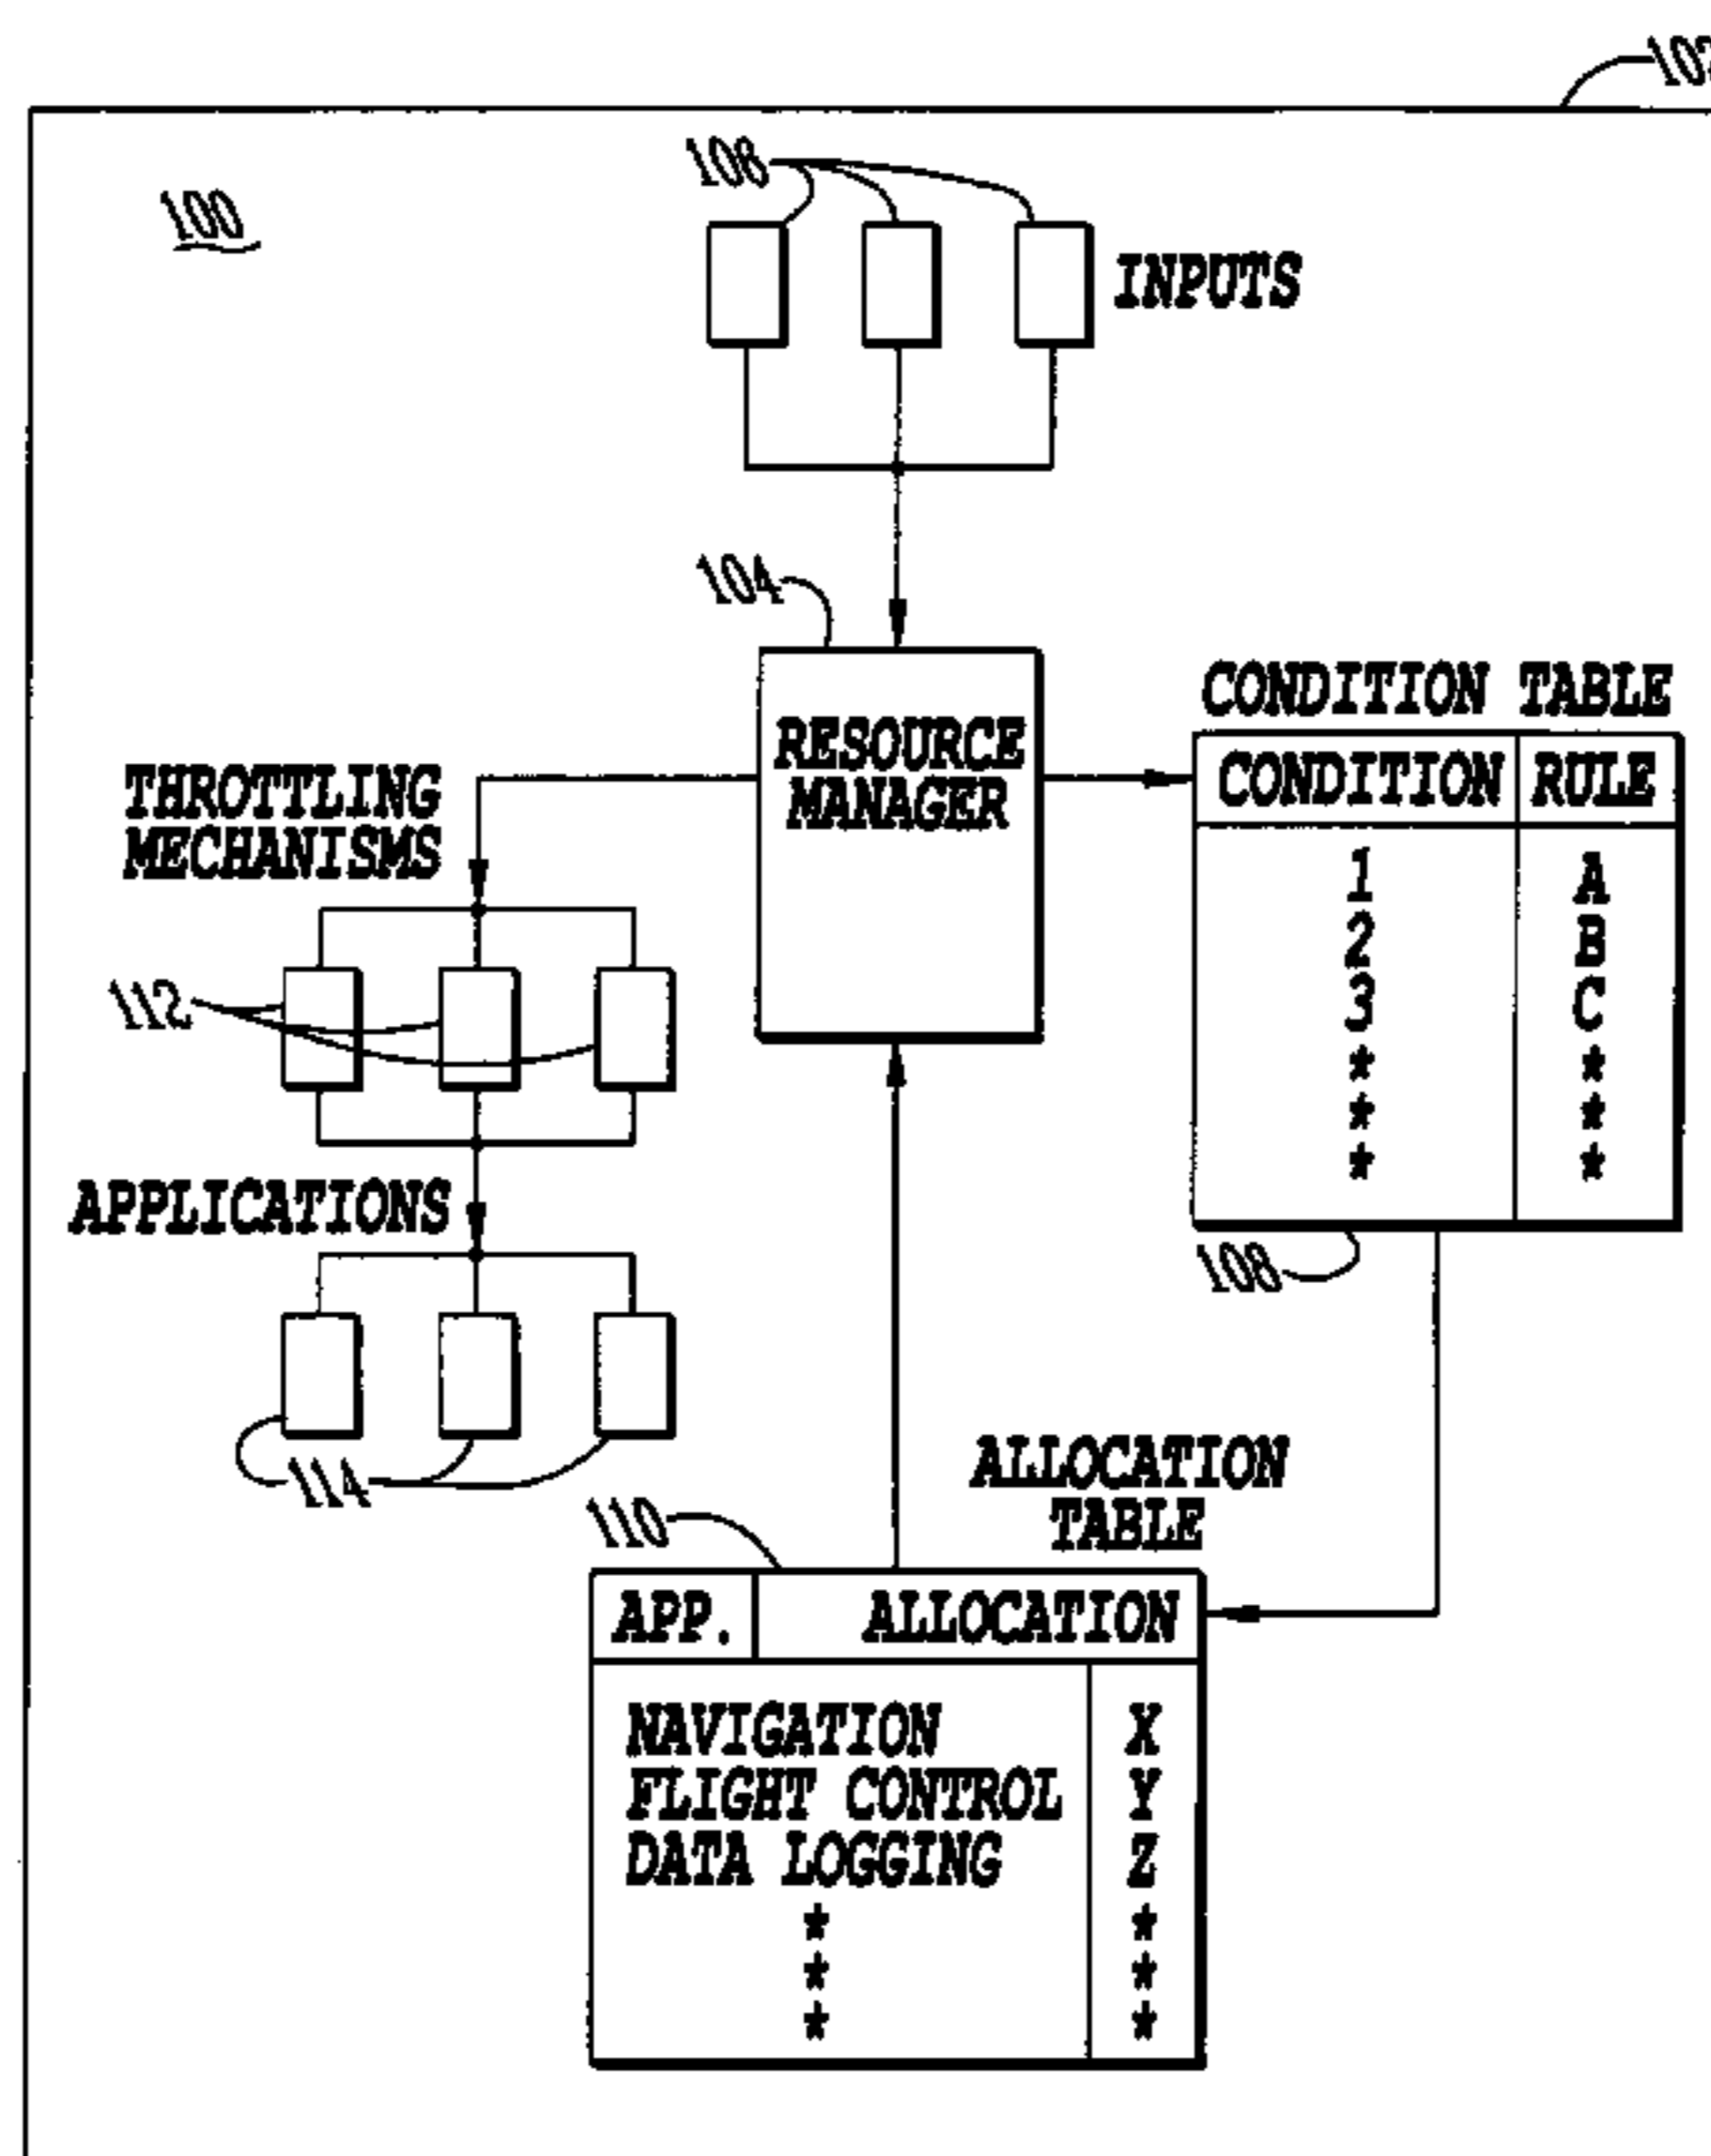 102
108
100
INPUTS
104
RESOURCE
MANAGER
CONDITION TABLE
CONDITION RULE
1 A
2 B
3 C
* *
* *
* *
108
THROTTLING
MECHANISMS
112
APPLICATIONS
114
110
ALLOCATION
TABLE
APP. ALLOCATION
NAVIGATION X
FLIGHT CONTROL Y
DATA LOGGING Z
* *
* *
* *